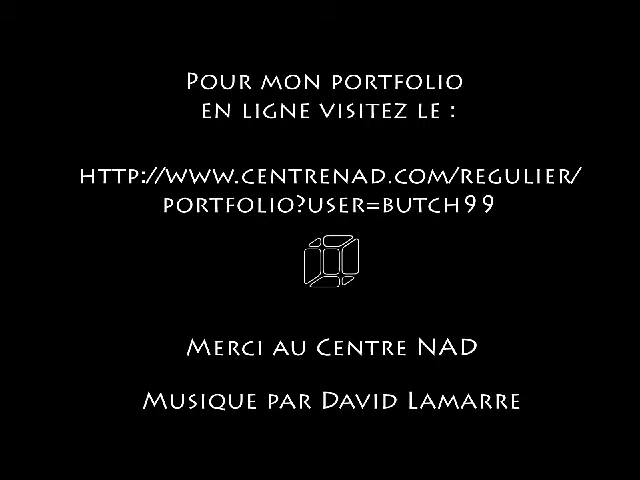 Pour mon portfolio
en ligne visitez le :
http://www.centrenad.com/regulier/
portfolio?user=butch99
Merci au Centre NAD
Musique par David Lamarre